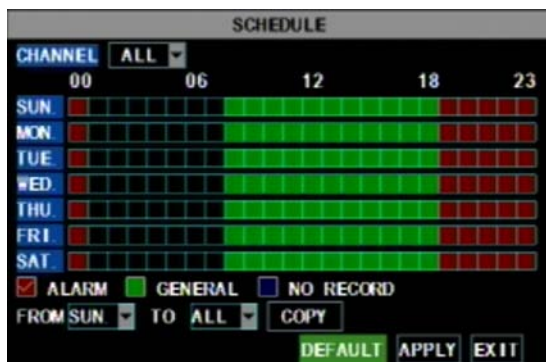 SCHEDULE
CHANNEL ALL
00 06 12 18 23
SUN.
MON.
TUE.
WED.
THU.
FRI.
SAT.
ALARM GENERAL NO RECORD
FROM SUN TO ALL COPY
DEFAULT APPLY EXIT